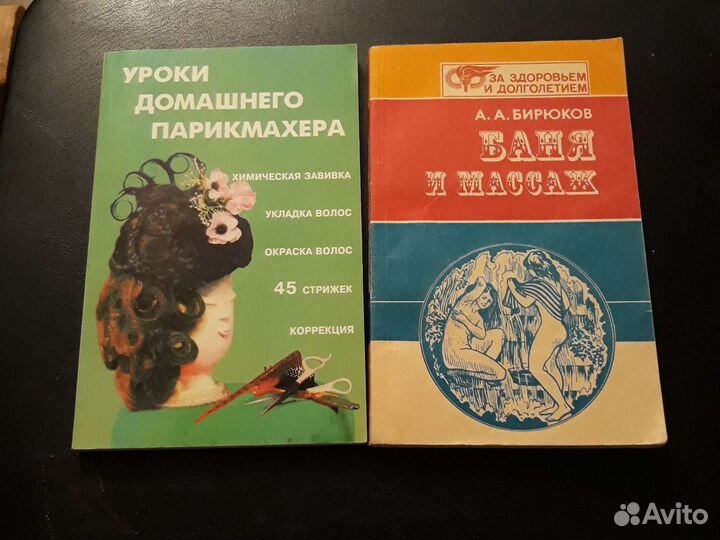 УРОКИ
ДОМАШНЕГО
ПАРИКМАХЕРА
ХИМИЧЕСКАЯ ЗАВИВКА
УКЛАДКА ВОЛОС
ОКРАСКА ВОЛОС
45 СТРИЖЕК
КОРРЕКЦИЯ
ЗА ЗДОРОВЬЕМ
И ДОЛГОЛЕТИЕМ
А. А. БИРЮКОВ
БАНЯ
И МАССАЖ
Avito